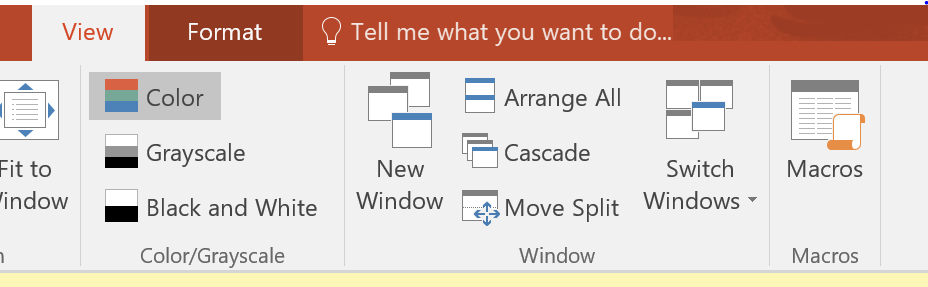 View
Format
Tell me what you want to do...
Fit to
Window
Color
Grayscale
Black and White
Color/Grayscale
New
Window
Arrange All
Cascade
Move Split
Switch
Windows
Window
Macros
Macros